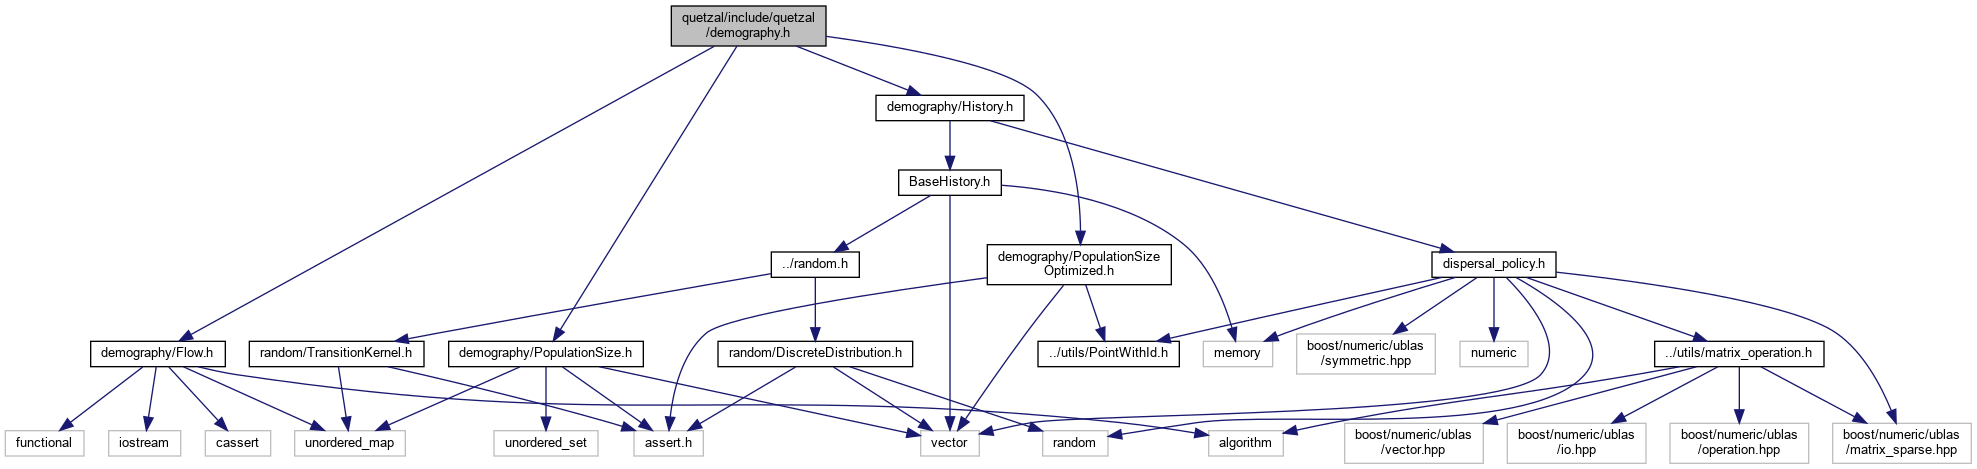 quetzal/include/quetzal
/demography.h
demography/History.h
BaseHistory.h
../random.h
demography/PopulationSize
Optimized.h
dispersal_policy.h
demography/Flow.h
random/TransitionKernel.h
demography/PopulationSize.h
random/DiscreteDistribution.h
../utils/PointWithId.h
memory
boost/numeric/ublas
/symmetric.hpp
numeric
../utils/matrix_operation.h
functional
iostream
cassert
unordered_map
unordered_set
assert.h
vector
random
algorithm
boost/numeric/ublas
/vector.hpp
boost/numeric/ublas
/io.hpp
boost/numeric/ublas
/operation.hpp
boost/numeric/ublas
/matrix_sparse.hpp